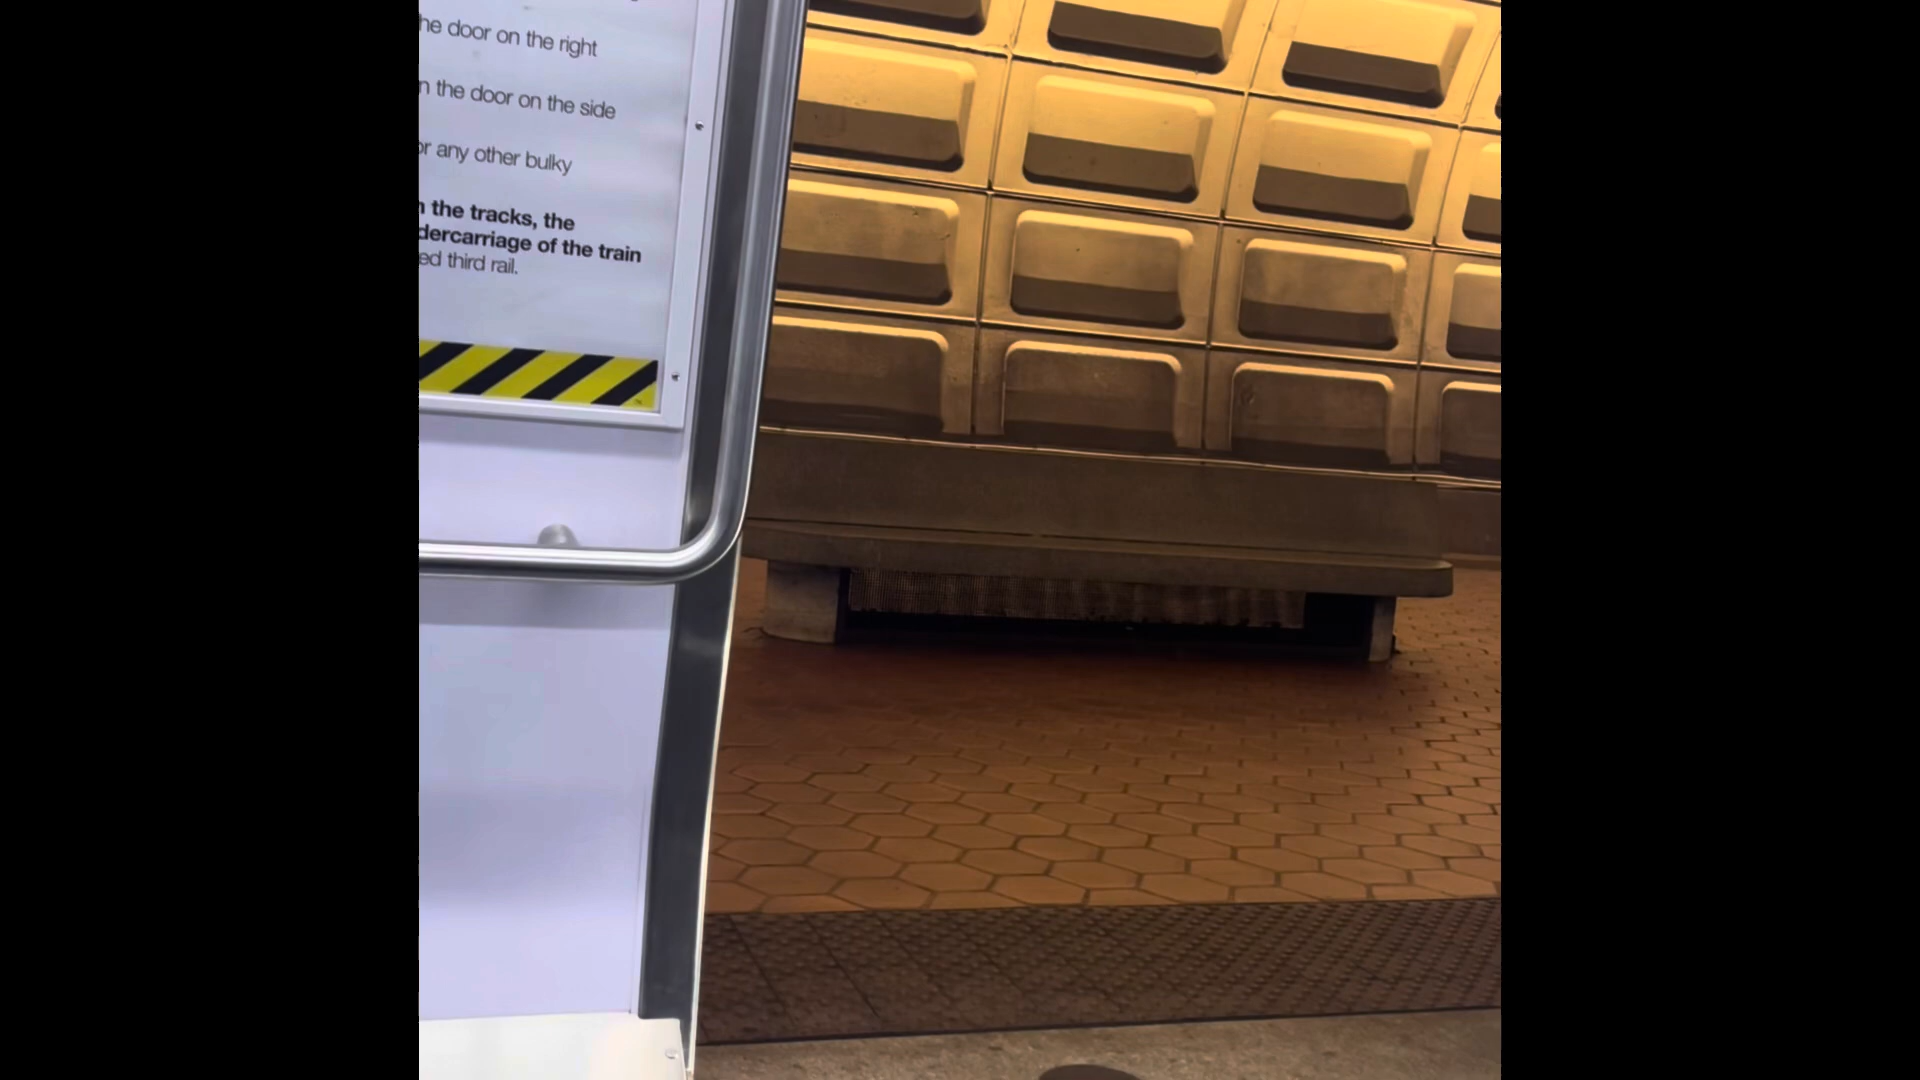 he door on the right
n the door on the side
or any other bulky
the tracks, the
dercarriage of the train
ed third rail.